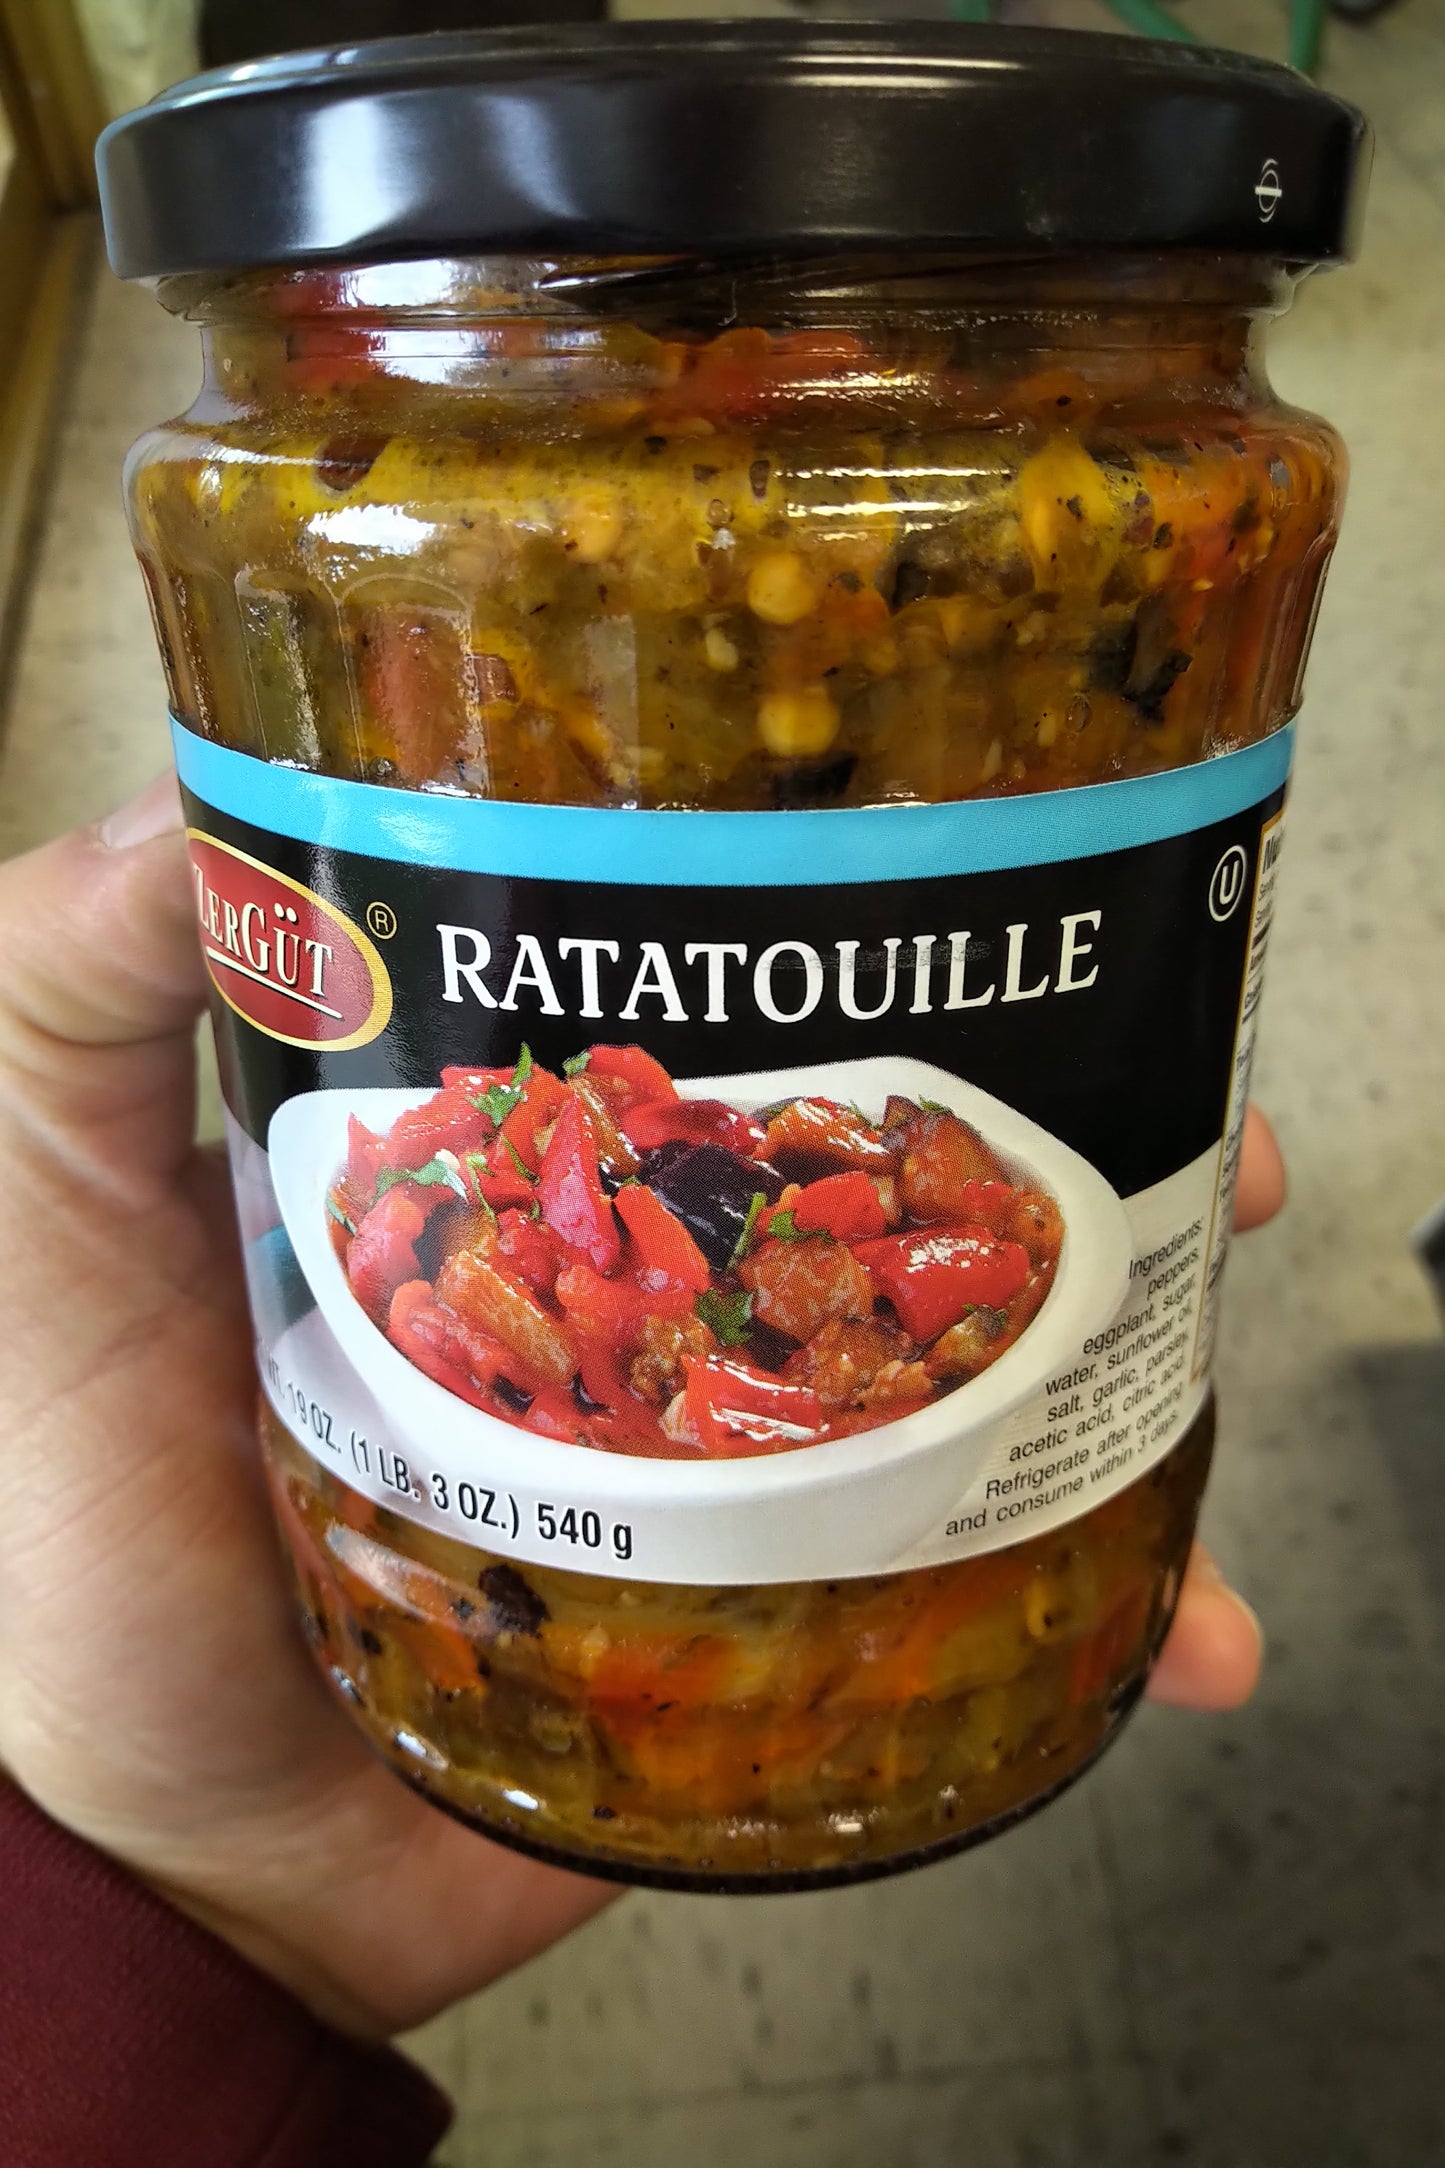 LERGÜT ®
RATATOUILLE
U
Ingredients:
peppers,
eggplant, sugar,
water, sunflower oil,
salt, garlic, parsley,
acetic acid, citric acid.
Refrigerate after opening
and consume within 3 days.
WT. 19 OZ. (1 LB. 3 OZ.) 540 g